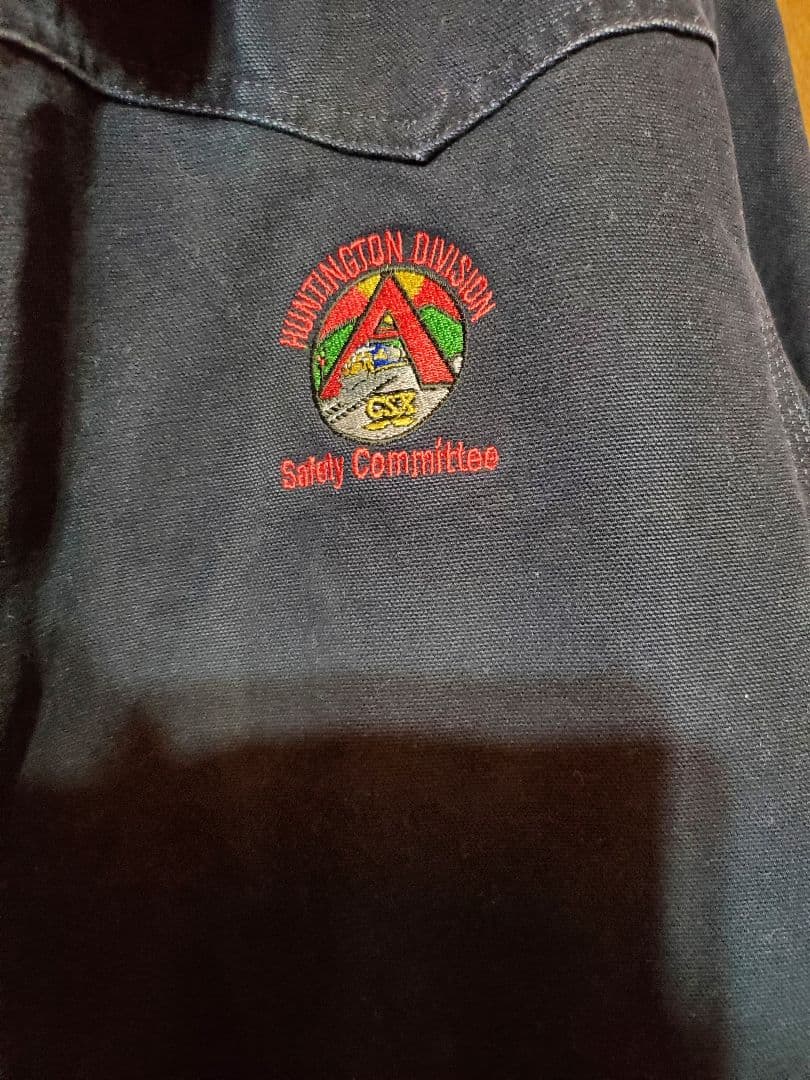 HUNTINGTON DIVISION
A
CSX
Safety Committee